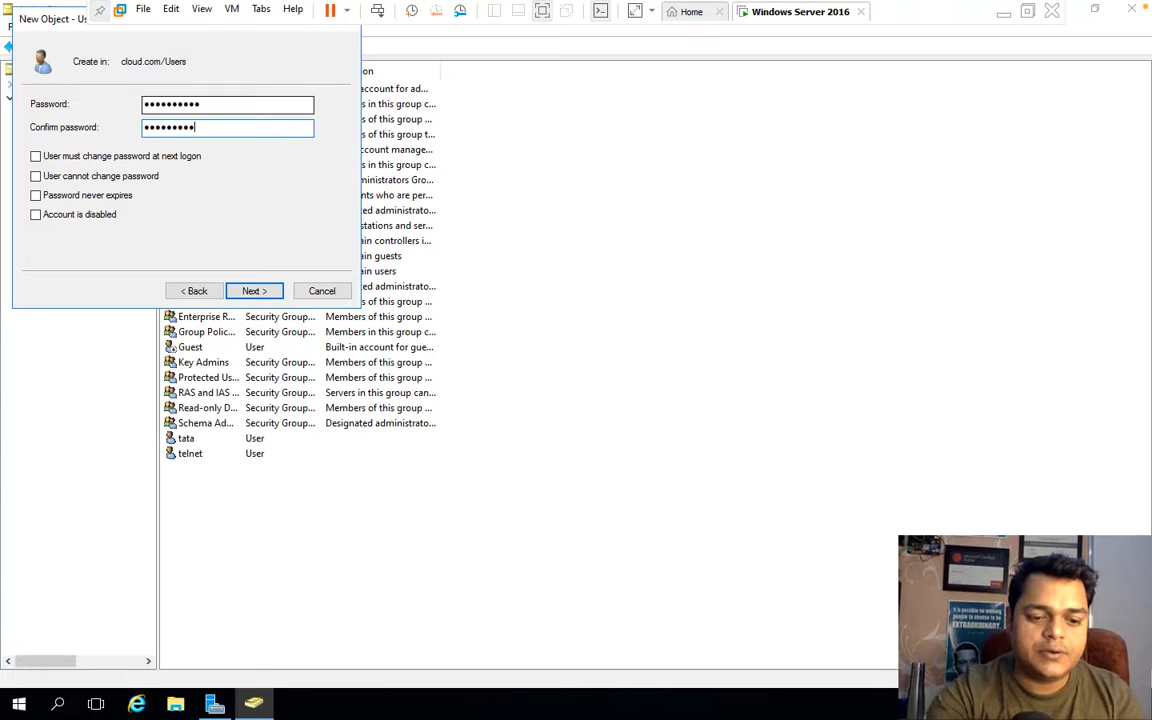 New Object - Us
File Edit View VM Tabs Help
Home
Windows Server 2016
Create in: cloud.com/Users
Password: ••••••••••
Confirm password: •••••••••
User must change password at next logon
User cannot change password
Password never expires
Account is disabled
< Back Next > Cancel
on
account for ad...
s in this group c...
s of this group t...
ccount manage...
s in this group c...
ministrators Gro...
nts who are per...
ed administrato...
stations and ser...
ain controllers i...
ain guests
ain users
ed administrato...
s of this group ...
Enterprise R... Security Group... Members of this group ...
Group Polic... Security Group... Members in this group c...
Guest User Built-in account for gue...
Key Admins Security Group... Members of this group ...
Protected Us... Security Group... Members of this group ...
RAS and IAS ... Security Group... Servers in this group can...
Read-only D... Security Group... Members of this group ...
Schema Ad... Security Group... Designated administrato...
tata User
telnet User
EXTRAORDINARY.